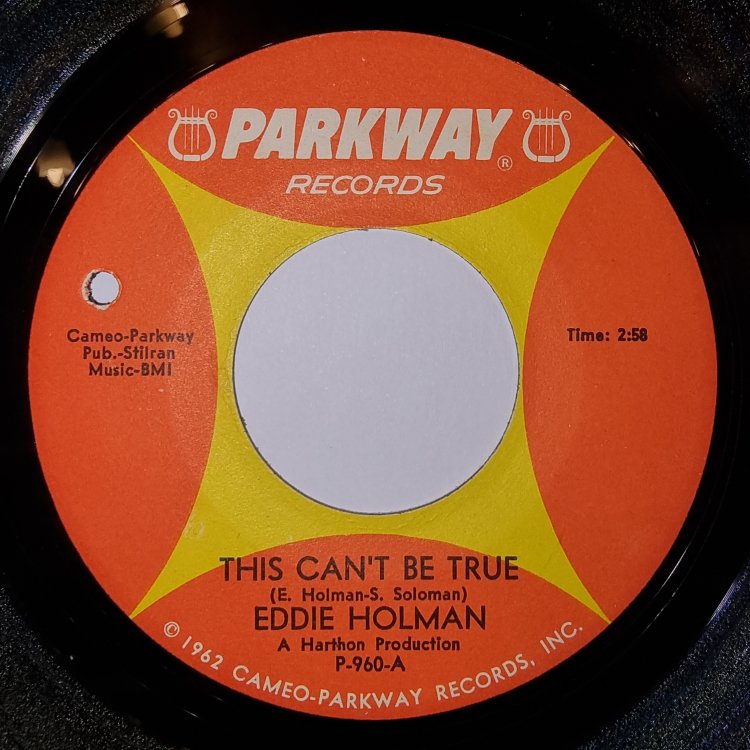 PARKWAY®
RECORDS
Cameo-Parkway
Pub.-Stilran
Music-BMI
Time: 2:58
THIS CAN'T BE TRUE
(E. Holman-S. Soloman)
EDDIE HOLMAN
A Harthon Production
P-960-A
© 1962 CAMEO-PARKWAY RECORDS, INC.